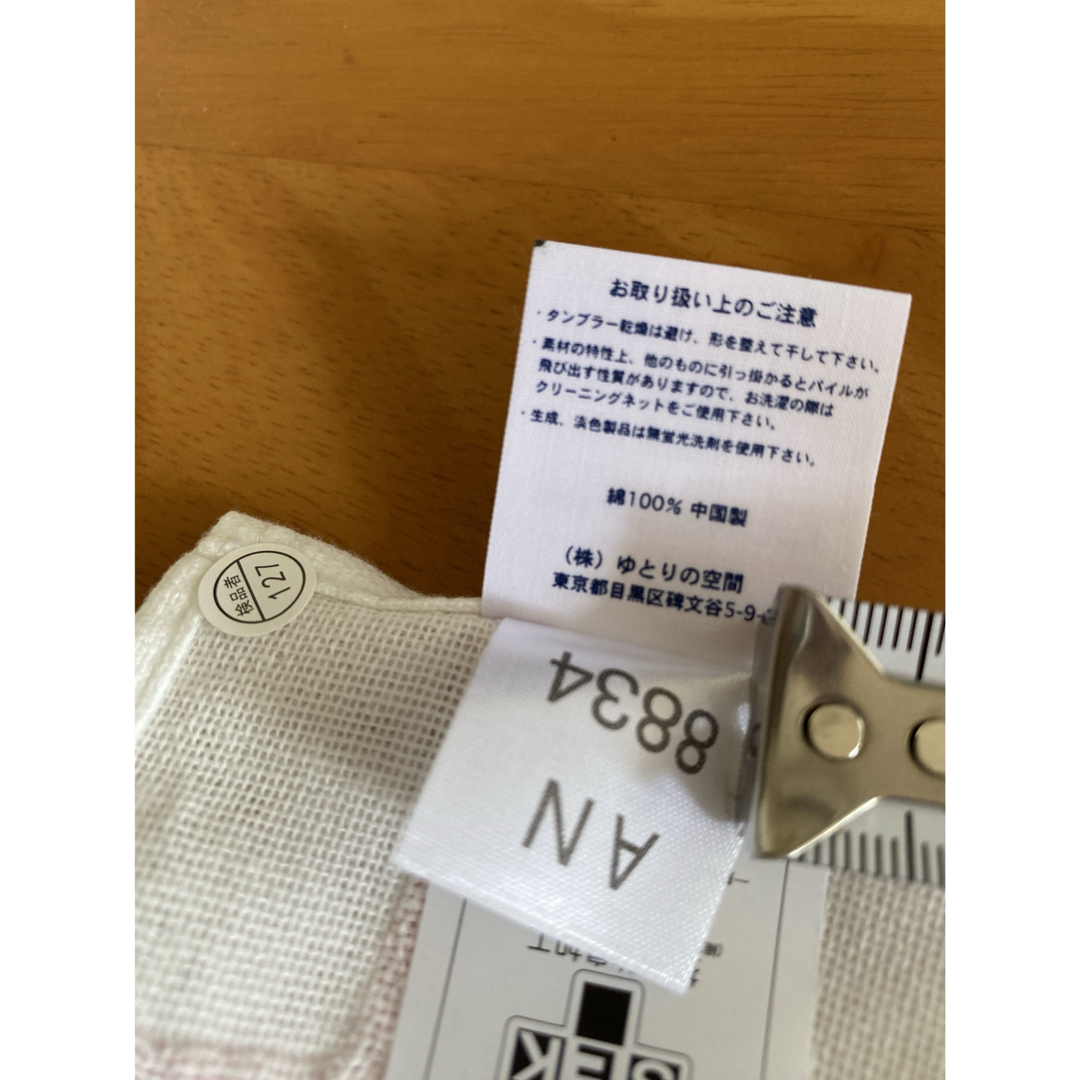 お取り扱い上のご注意
・タンブラー乾燥は避け、形を整えて干して下さい。
・素材の特性上、他のものに引っ掛かるとパイルが
飛び出す性質がありますので、お洗濯の際は
クリーニングネットをご使用下さい。
・生成、淡色製品は無蛍光洗剤を使用下さい。
綿100% 中国製
（株）ゆとりの空間
東京都目黒区碑文谷5-9-
検品者
127
AN
8834
SEK
加工